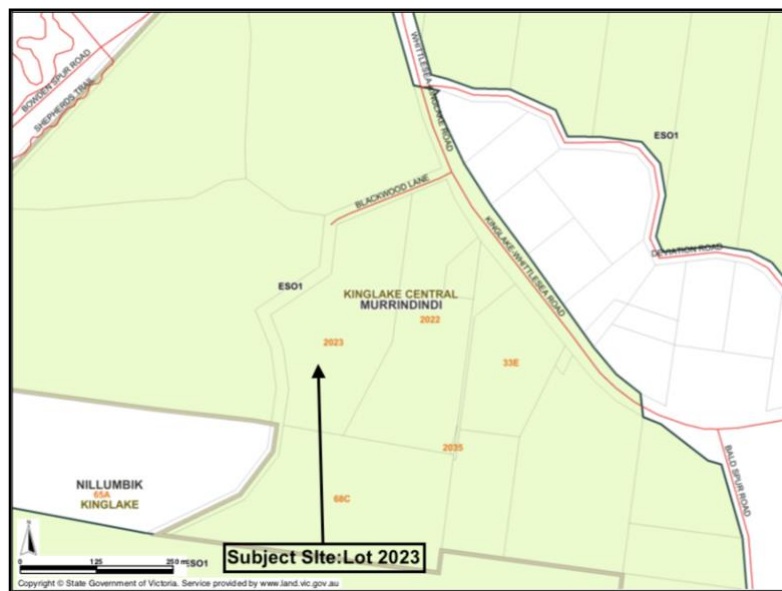 WHITTLESEA-KINGLAKE ROAD
BOWDEN SPUR ROAD
SHEPHERDS TRAIL
ESO1
BLACKWOOD LANE
KINGLAKE-WHITTLESEA ROAD
DEVIATION ROAD
ESO1
KINGLAKE CENTRAL
MURRINDINDI
2022
2023
33E
2035
BALD SPUR ROAD
NILLUMBIK
65A
KINGLAKE
68C
0 125 250 m
ESO1
Subject SIte:Lot 2023
Copyright © State Government of Victoria. Service provided by www.land.vic.gov.au